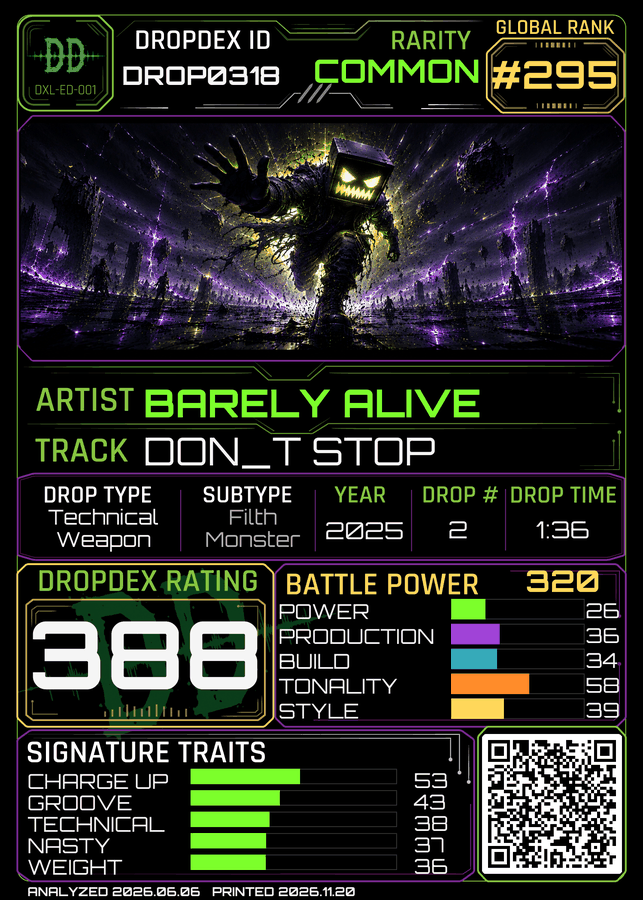 DD
DXL-ED-001
DROPDEX ID
DROP0318
RARITY
COMMON
GLOBAL RANK
#295
ARTIST BARELY ALIVE
TRACK DON_T STOP
DROP TYPE
Technical
Weapon
SUBTYPE
Filth
Monster
YEAR
2025
DROP #
2
DROP TIME
1:36
DROPDEX RATING
388
BATTLE POWER 320
POWER 26
PRODUCTION 36
BUILD 34
TONALITY 58
STYLE 39
SIGNATURE TRAITS
CHARGE UP 53
GROOVE 43
TECHNICAL 38
NASTY 37
WEIGHT 36
ANALYZED 2026.06.06 PRINTED 2026.11.20